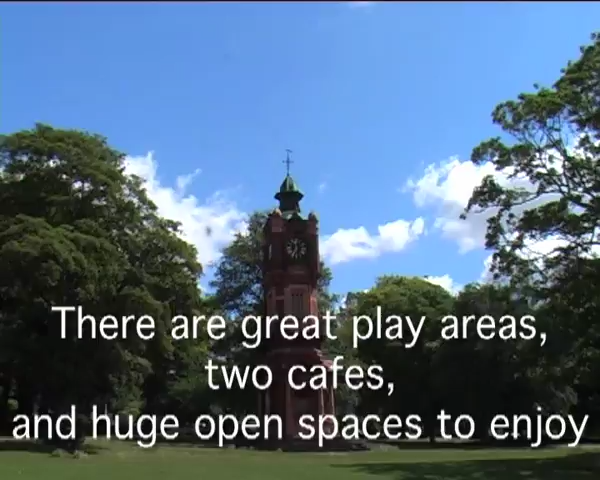 There are great play areas,
two cafes,
and huge open spaces to enjoy